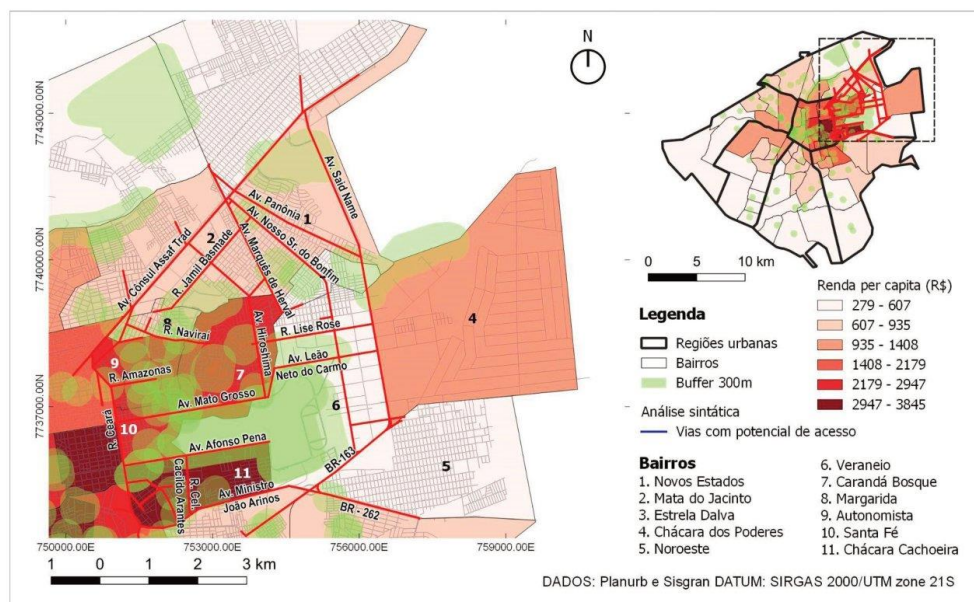 7743000.00N
7740000.00N
7737000.00N
750000.00E
7753000.00E
7756000.00E
7759000.00E
Av. Said Name
Av. Panônia
1
Av. Nosso Sr. do Bonfim
2
Av. Cônsul Assaf Trad
R. Jamil Basmade
Av. Marquês de Herval
4
8
R. Naviraí
Av. Hiroshima
R. Lise Rose
9
R. Amazonas
7
Av. Leão
Neto do Carmo
Av. Mato Grosso
6
R. Ceará
10
Av. Afonso Pena
BR-163
5
11
R. Cel.
Cacildo Arantes
Av. Ministro
João Arinos
BR - 262
1 0 1 2 3 km
N
0 5 10 km
Legenda
Regiões urbanas
Bairros
Buffer 300m
Análise sintática
Vias com potencial de acesso
Renda per capita (R$)
279 - 607
607 - 935
935 - 1408
1408 - 2179
2179 - 2947
2947 - 3845
Bairros
1. Novos Estados
2. Mata do Jacinto
3. Estrela Dalva
4. Chácara dos Poderes
5. Noroeste
6. Veraneio
7. Carandá Bosque
8. Margarida
9. Autonomista
10. Santa Fé
11. Chácara Cachoeira
DADOS: Planurb e Sisgran DATUM: SIRGAS 2000/UTM zone 21S